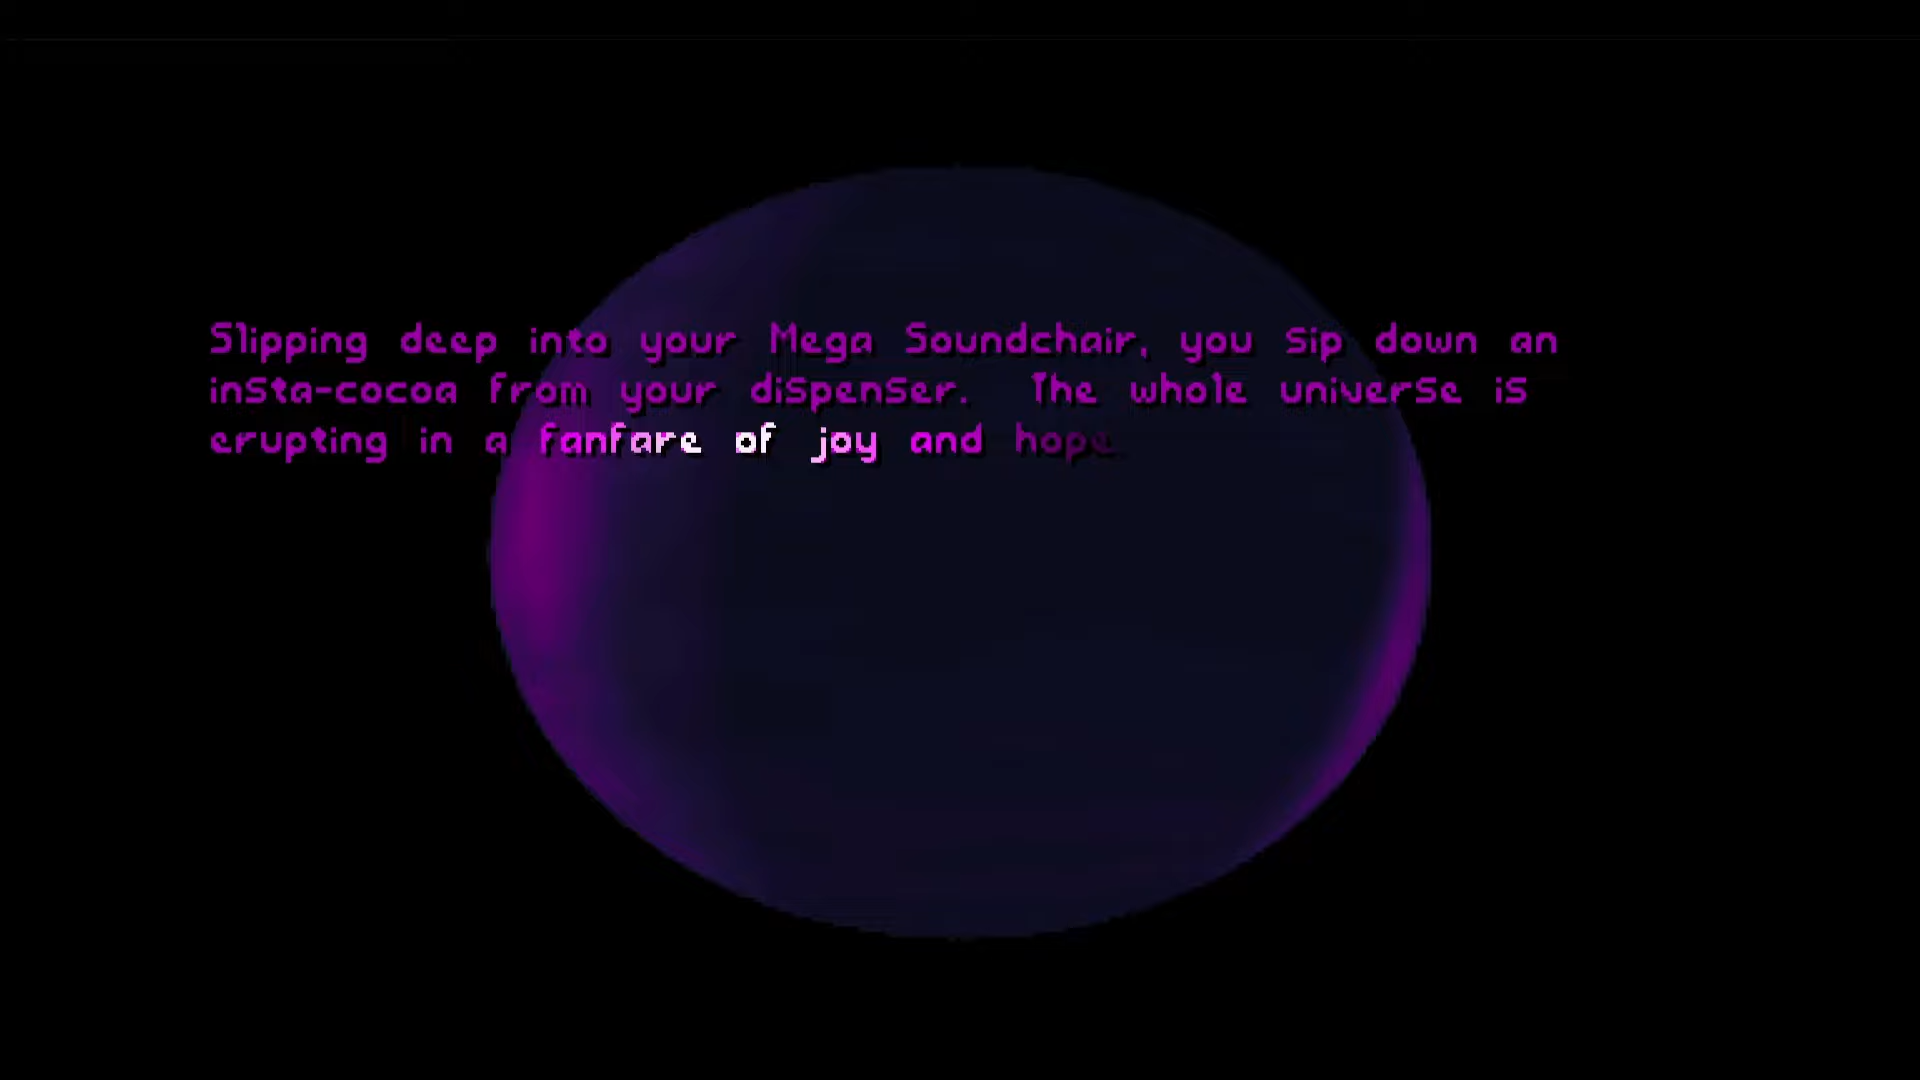 Slipping deep into your Mega Soundchair, you sip down an
insta-cocoa from your dispenser.  The whole universe is
erupting in a fanfare of joy and hope